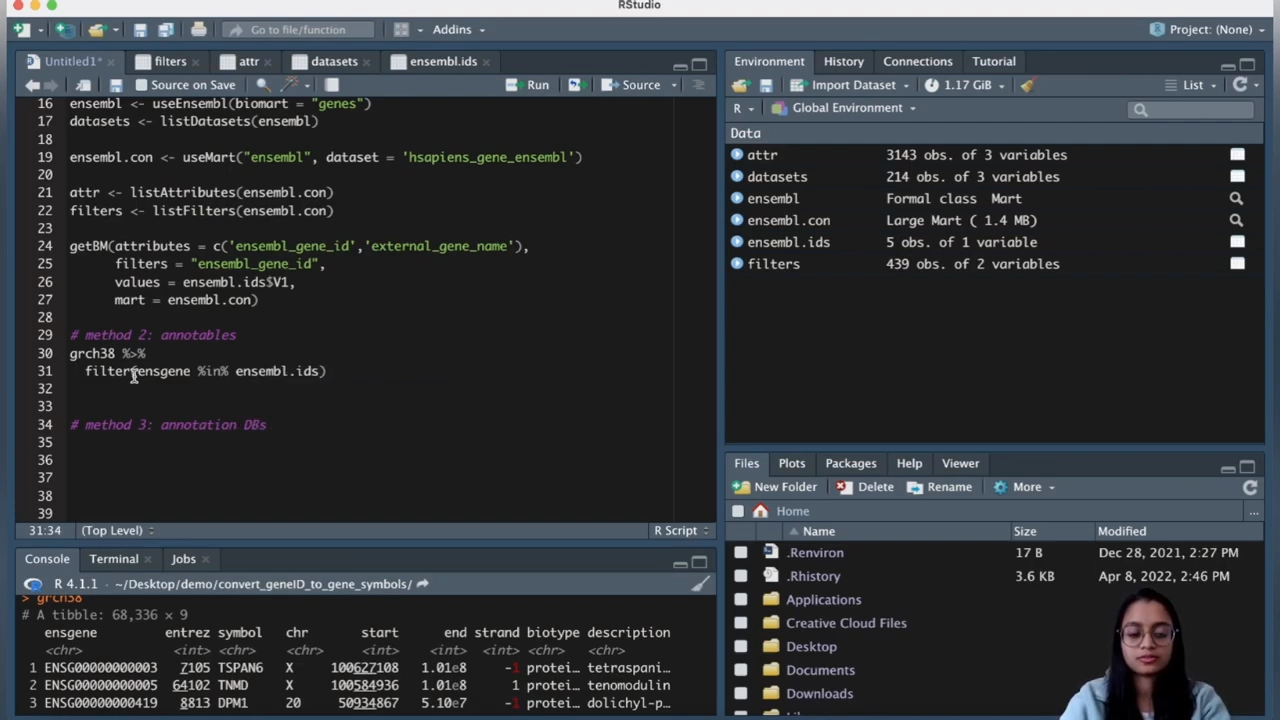 RStudio
Go to file/function
Addins
Project: (None)
Untitled1*
filters
attr
datasets
ensembl.ids
Source on Save
Run
Source
16 ensembl <- useEnsembl(biomart = "genes")
17 datasets <- listDatasets(ensembl)
18
19 ensembl.con <- useMart("ensembl", dataset = 'hsapiens_gene_ensembl')
20
21 attr <- listAttributes(ensembl.con)
22 filters <- listFilters(ensembl.con)
23
24 getBM(attributes = c('ensembl_gene_id','external_gene_name'),
25 filters = "ensembl_gene_id",
26 values = ensembl.ids$V1,
27 mart = ensembl.con)
28
29 # method 2: annotables
30 grch38 %>%
31 filter(ensgene %in% ensembl.ids)
32
33
34 # method 3: annotation DBs
35
36
37
38
39
31:34 (Top Level) R Script
Console Terminal Jobs
R 4.1.1 · ~/Desktop/demo/convert_geneID_to_gene_symbols/
> grch38
# A tibble: 68,336 × 9
ensgene entrez symbol chr start end strand biotype description
<chr> <int> <chr> <chr> <int> <int> <int> <chr> <chr>
1 ENSG00000000003 7105 TSPAN6 X 100627108 1.01e8 -1 protei… tetraspani…
2 ENSG00000000005 64102 TNMD X 100584936 1.01e8 1 protei… tenomodulin
3 ENSG00000000419 8813 DPM1 20 50934867 5.10e7 -1 protei… dolichyl-p…
Environment History Connections Tutorial
Import Dataset 1.17 GiB List
R Global Environment
Data
attr 3143 obs. of 3 variables
datasets 214 obs. of 3 variables
ensembl Formal class Mart
ensembl.con Large Mart ( 1.4 MB)
ensembl.ids 5 obs. of 1 variable
filters 439 obs. of 2 variables
Files Plots Packages Help Viewer
New Folder Delete Rename More
Home ...
Name Size Modified
.Renviron 17 B Dec 28, 2021, 2:27 PM
.Rhistory 3.6 KB Apr 8, 2022, 2:46 PM
Applications
Creative Cloud Files
Desktop
Documents
Downloads